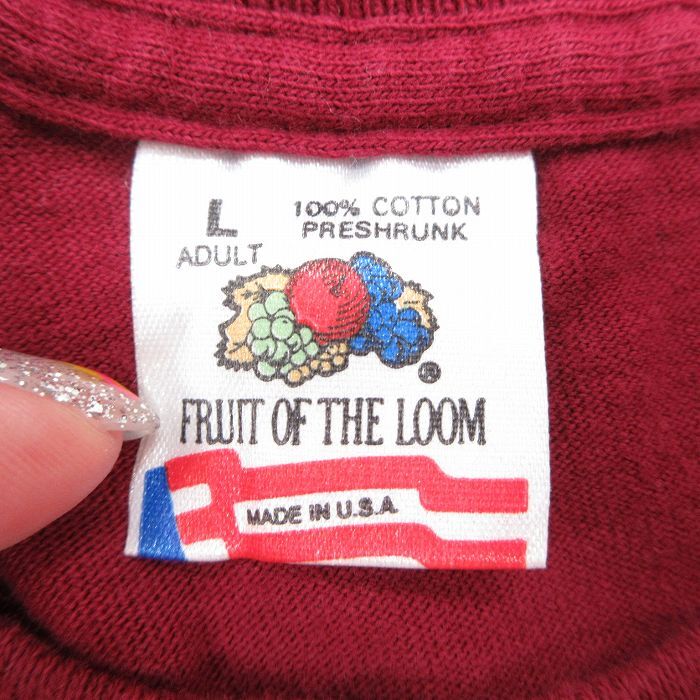 L 100% COTTON
ADULT PRESHRUNK
®
FRUIT OF THE LOOM
MADE IN U.S.A.